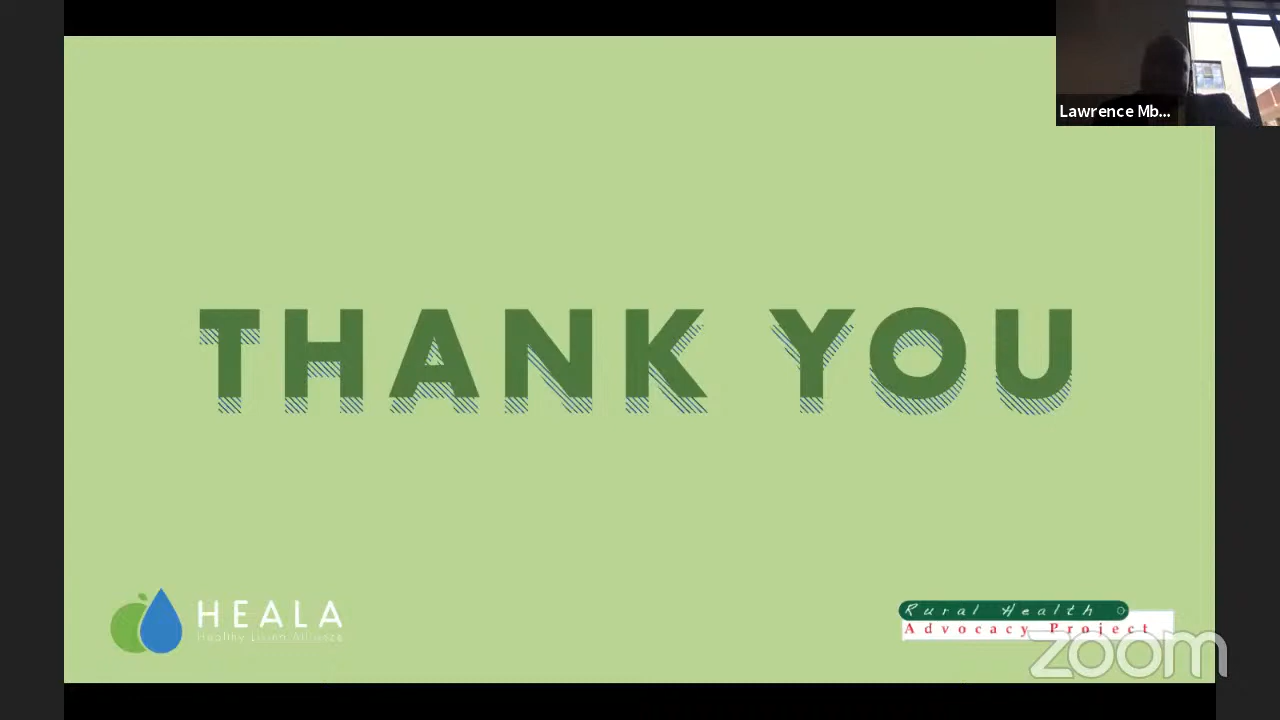 Lawrence Mb...
THANK YOU
HEALA
Healthy Living Alliance
Rural Health
Advocacy Project
zoom